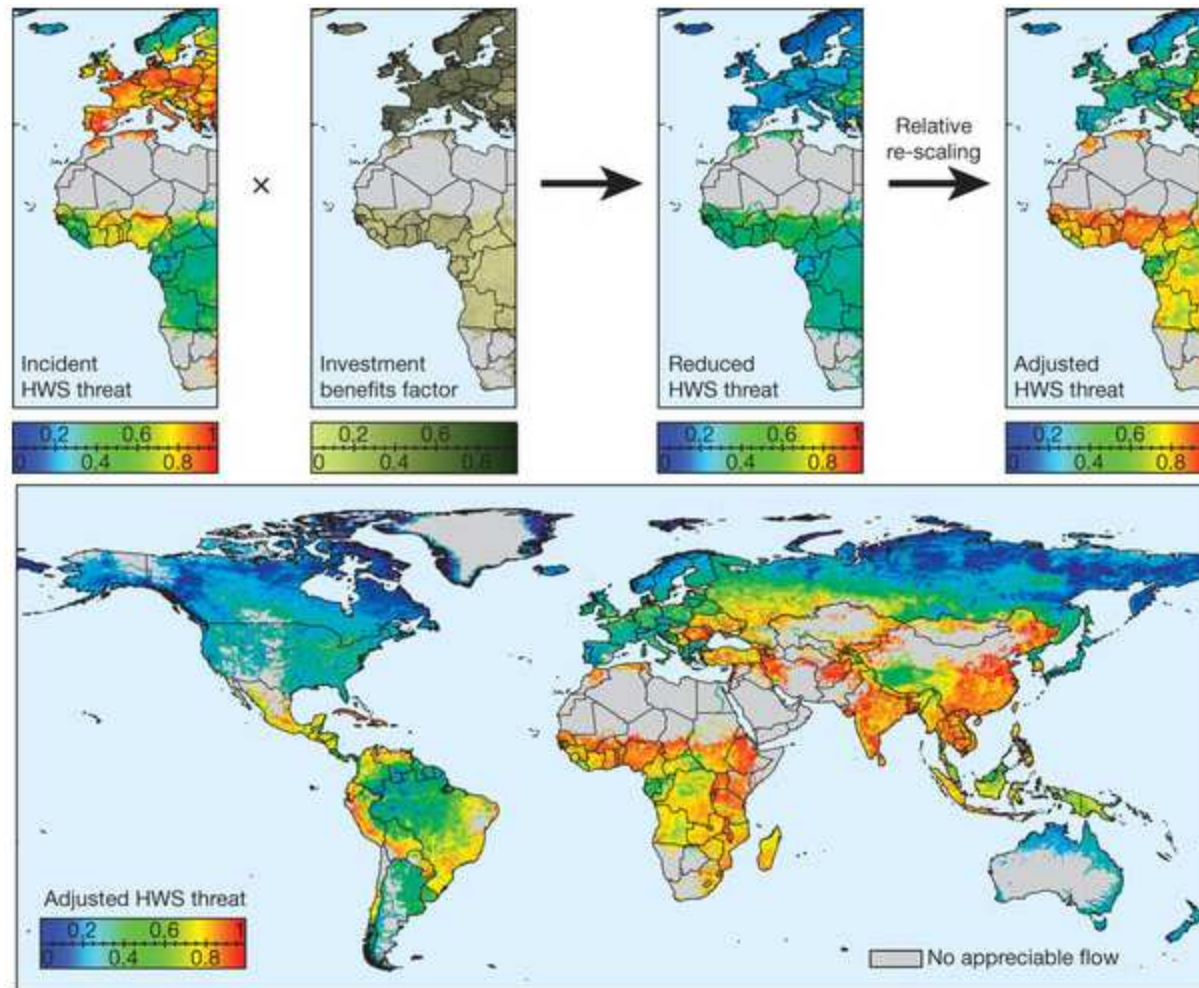 Incident
HWS threat
×
Investment
benefits factor
Reduced
HWS threat
Relative
re-scaling
Adjusted
HWS threat
0.2 0.6 1
0 0.4 0.8
0.2 0.6
0 0.4 0.8
0.2 0.6 1
0 0.4 0.8
0.2 0.6
0 0.4 0.8
Adjusted HWS threat
0.2 0.6 1
0 0.4 0.8
No appreciable flow